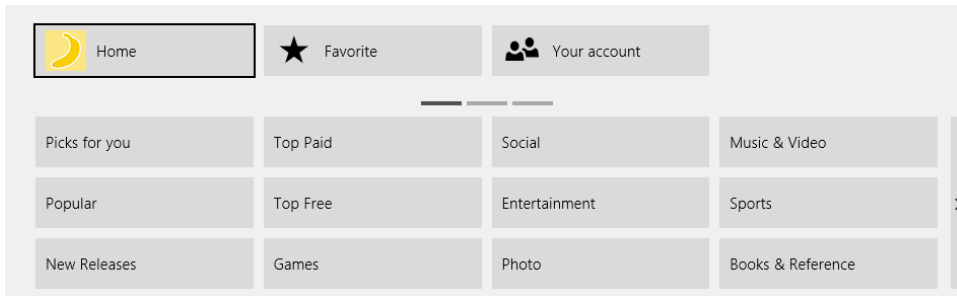 Home
Favorite
Your account
Picks for you
Top Paid
Social
Music & Video
Popular
Top Free
Entertainment
Sports
New Releases
Games
Photo
Books & Reference